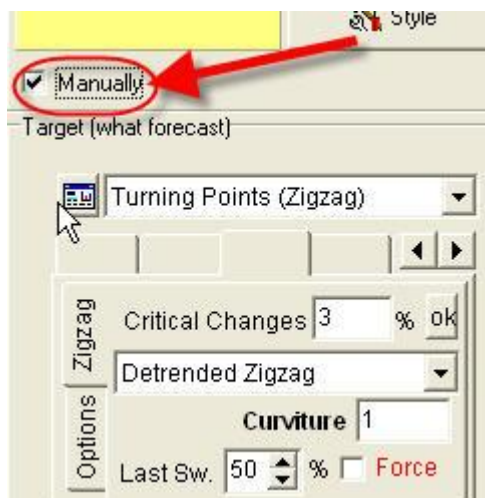 Style
Manually
Target (what forecast)
Turning Points (Zigzag)
Zigzag
Critical Changes 3 % ok
Detrended Zigzag
Options
Curviture 1
Last Sw. 50 % Force